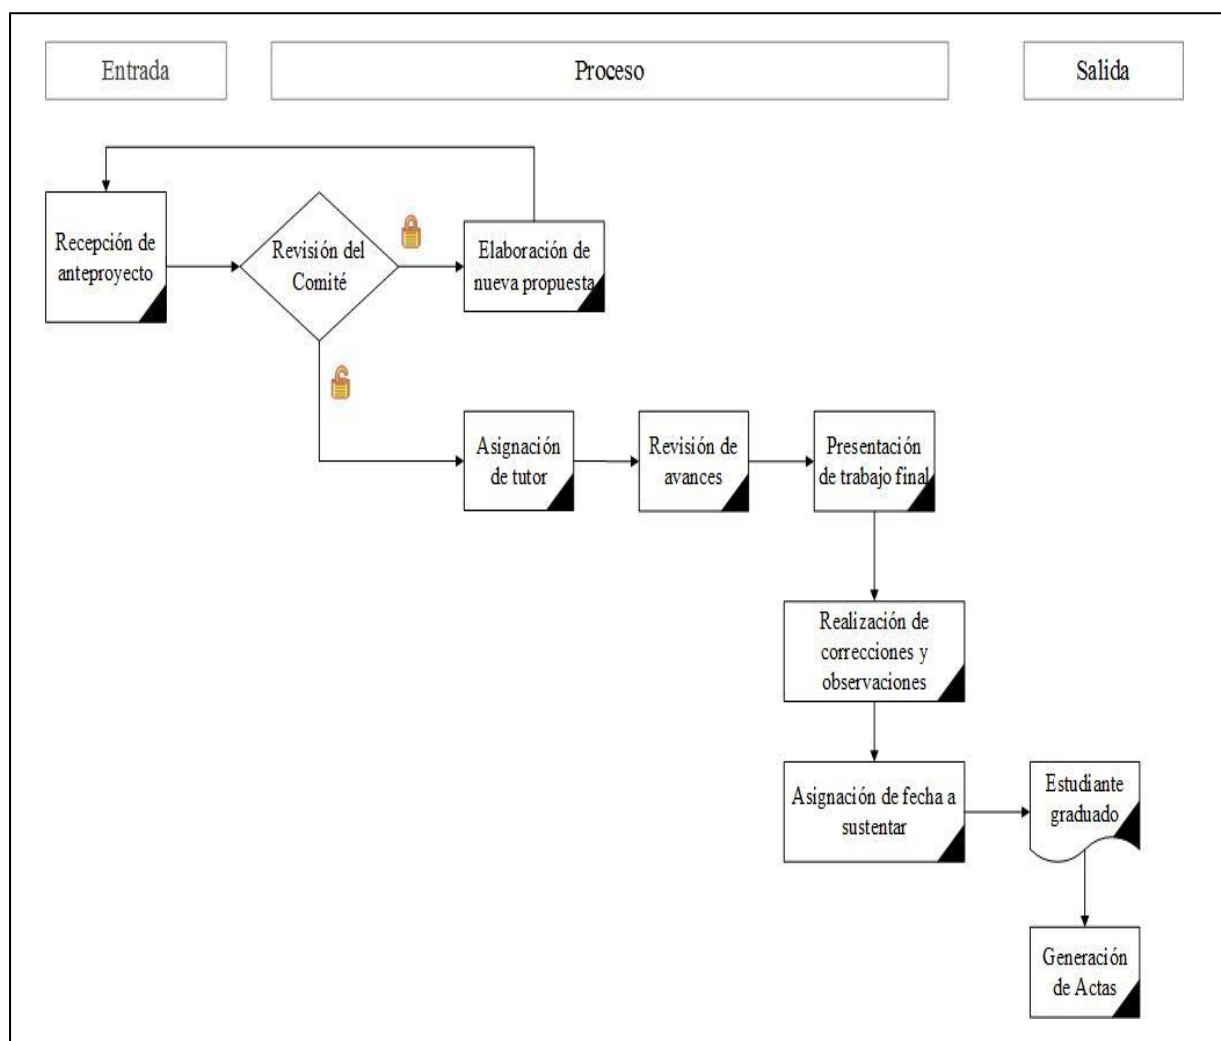 Entrada
Proceso
Salida
Recepción de
anteproyecto
Revisión del
Comité
Elaboración de
nueva propuesta
Asignación
de tutor
Revisión de
avances
Presentación
de trabajo final
Realización de
correcciones y
observaciones
Asignación de fecha a
sustentar
Estudiante
graduado
Generación
de Actas